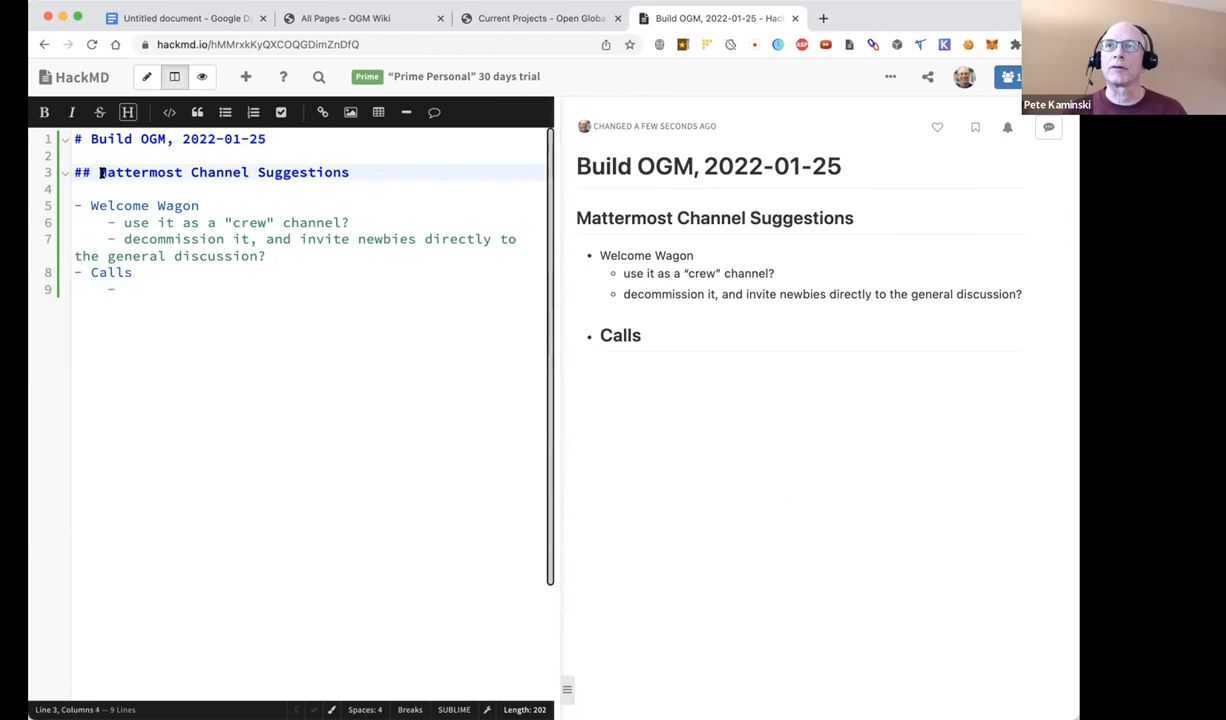 Untitled document - Google D
All Pages - OGM Wiki
Current Projects - Open Globa
Build OGM, 2022-01-25 - Hack
hackmd.io/hMMrxkKyQXCOQGDimZnDfQ
HackMD
Prime
"Prime Personal" 30 days trial
1
Pete Kaminski
B I S H
1 # Build OGM, 2022-01-25
2
3 ## Mattermost Channel Suggestions
4
5 - Welcome Wagon
6 - use it as a "crew" channel?
7 - decommission it, and invite newbies directly to
the general discussion?
8 - Calls
9 -
CHANGED A FEW SECONDS AGO
Build OGM, 2022-01-25
Mattermost Channel Suggestions
• Welcome Wagon
use it as a “crew” channel?
decommission it, and invite newbies directly to the general discussion?
• Calls
Line 3, Columns 4 — 9 Lines
Spaces: 4
Breaks
SUBLIME
Length: 202